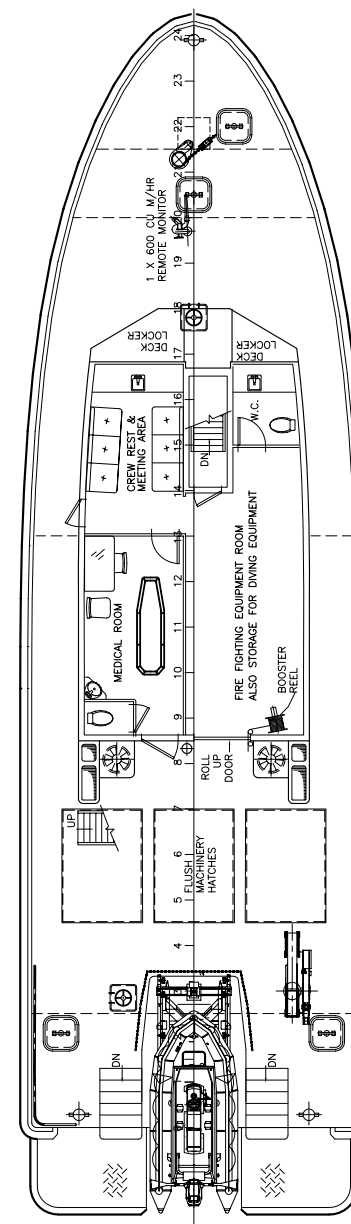 24
23
22
21
20
19
1 X 600 CU M/HR
REMOTE MONITOR
18
17
DECK
LOCKER
DECK
LOCKER
16
15
14
CREW REST &
MEETING AREA
W.C.
DN
13
12
11
10
9
8
MEDICAL ROOM
FIRE FIGHTING EQUIPMENT ROOM
ALSO STORAGE FOR DIVING EQUIPMENT
BOOSTER
REEL
ROLL
UP
DOOR
7
UP
6
5
FLUSH
MACHINERY
HATCHES
4
DN
DN